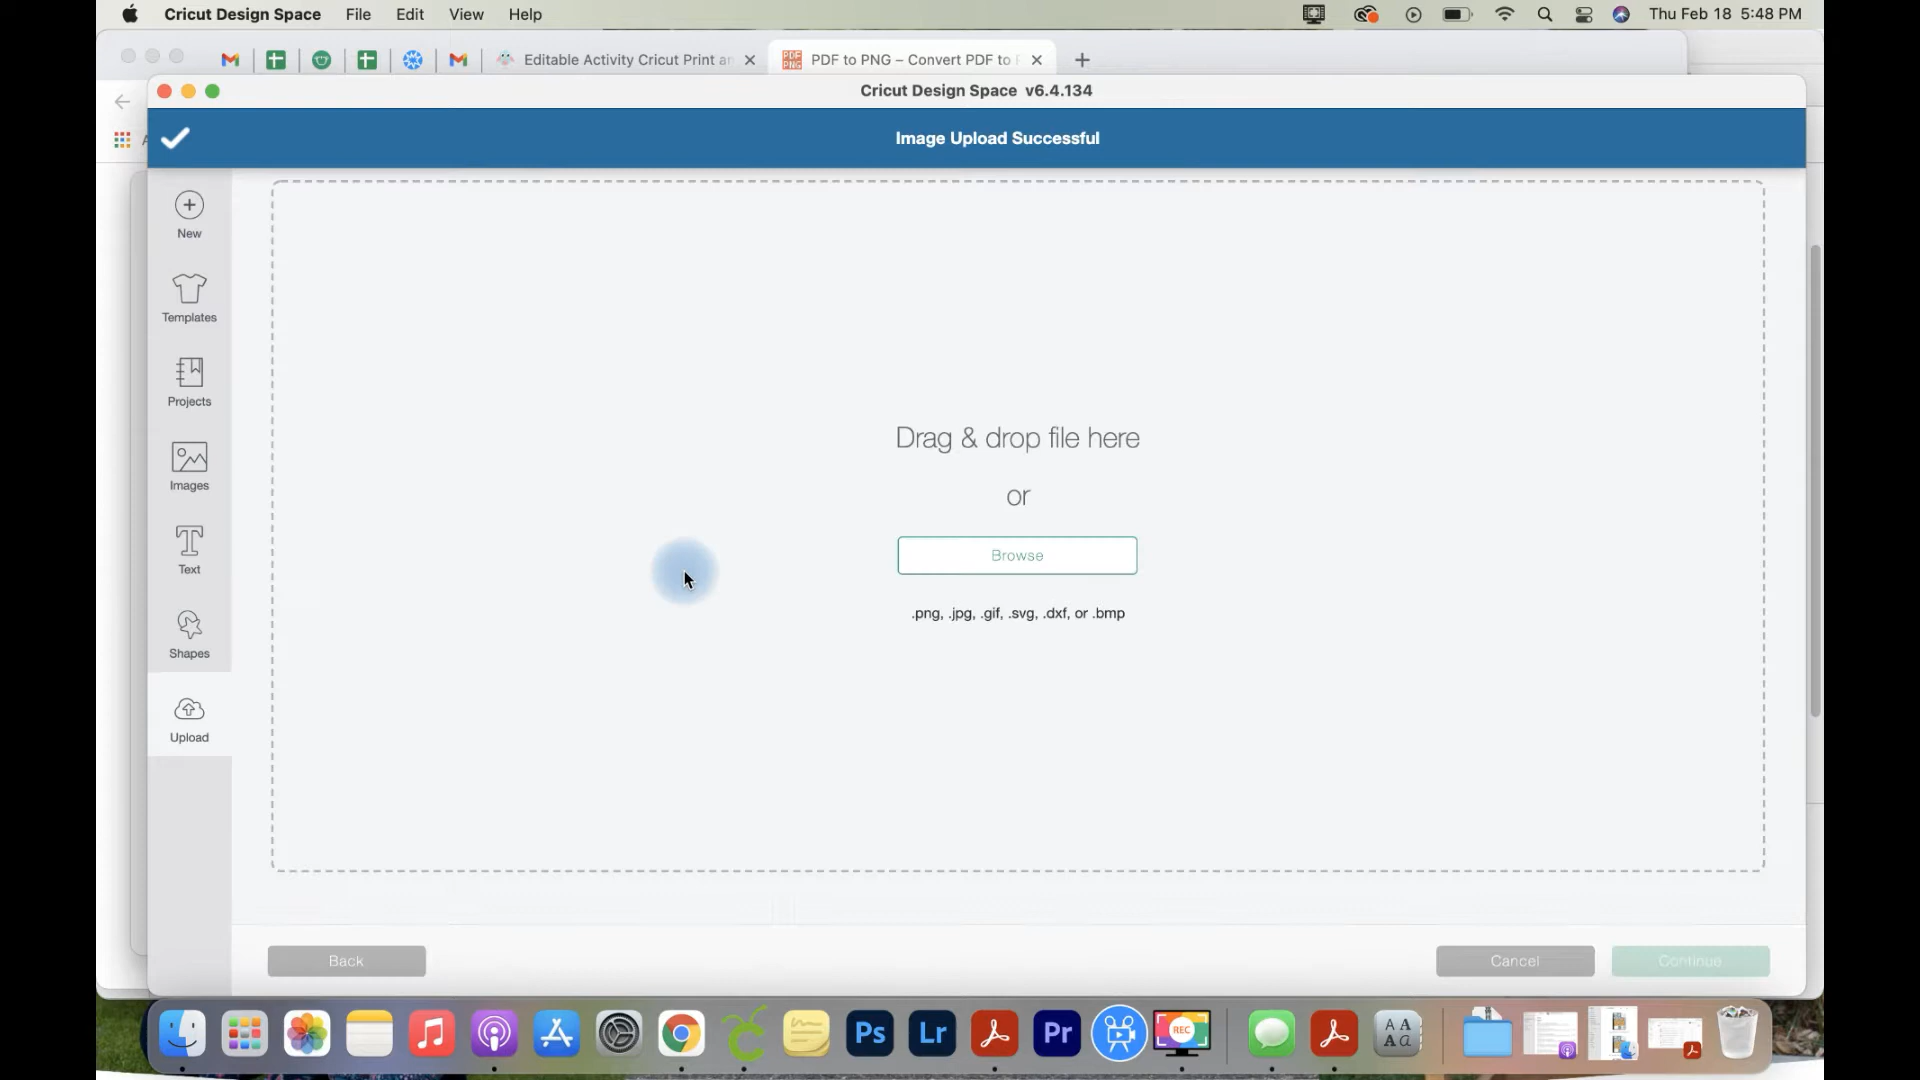 Cricut Design Space File Edit View Help Thu Feb 18 5:48 PM
Editable Activity Cricut Print an
PDF to PNG – Convert PDF to
Cricut Design Space v6.4.134
Image Upload Successful
New
Templates
Projects
Images
Text
Shapes
Upload
Drag & drop file here
or
Browse
.png, .jpg, .gif, .svg, .dxf, or .bmp
Back
Cancel
Continue
Ps Lr Pr REC